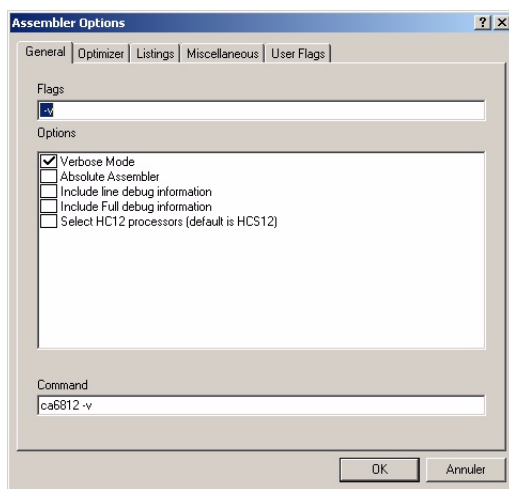 Assembler Options
General Optimizer Listings Miscellaneous User Flags
Flags
-v
Options
Verbose Mode
Absolute Assembler
Include line debug information
Include Full debug information
Select HC12 processors (default is HCS12)
Command
ca6812 -v
OK Annuler